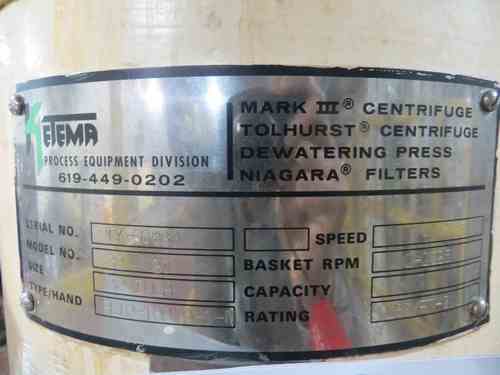 KETEMA
PROCESS EQUIPMENT DIVISION
619-449-0202
MARK III® CENTRIFUGE
TOLHURST® CENTRIFUGE
DEWATERING PRESS
NIAGARA® FILTERS
SERIAL NO.
MODEL NO.
SIZE
TYPE/HAND
SPEED
BASKET RPM
CAPACITY
RATING